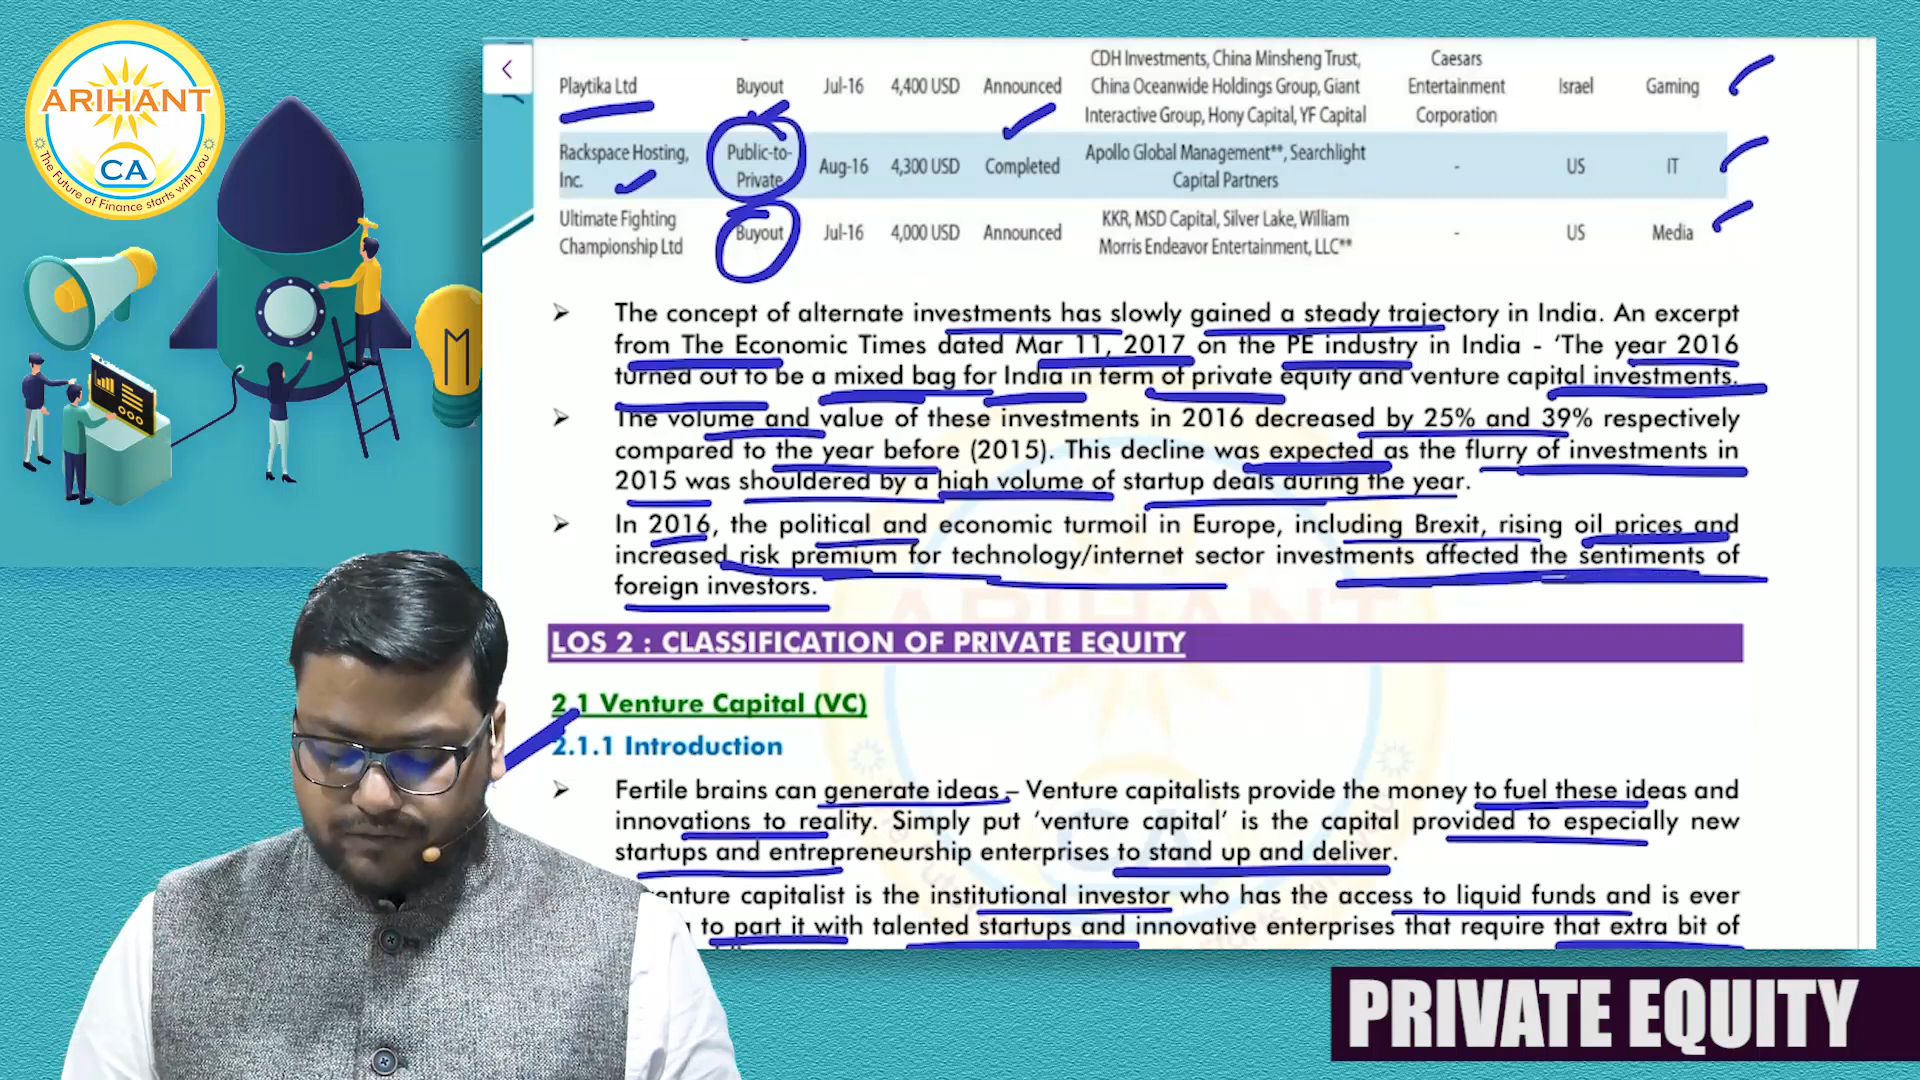 ARIHANT
CA
The Future of Finance starts with you
Playtika Ltd Buyout Jul-16 4,400 USD Announced CDH Investments, China Minsheng Trust, China Oceanwide Holdings Group, Giant Interactive Group, Hony Capital, YF Capital Caesars Entertainment Corporation Israel Gaming
Rackspace Hosting, Inc. Public-to-Private Aug-16 4,300 USD Completed Apollo Global Management**, Searchlight Capital Partners - US IT
Ultimate Fighting Championship Ltd Buyout Jul-16 4,000 USD Announced KKR, MSD Capital, Silver Lake, William Morris Endeavor Entertainment, LLC** - US Media
➢ The concept of alternate investments has slowly gained a steady trajectory in India. An excerpt
from The Economic Times dated Mar 11, 2017 on the PE industry in India - ‘The year 2016
turned out to be a mixed bag for India in term of private equity and venture capital investments.
➢ The volume and value of these investments in 2016 decreased by 25% and 39% respectively
compared to the year before (2015). This decline was expected as the flurry of investments in
2015 was shouldered by a high volume of startup deals during the year.
➢ In 2016, the political and economic turmoil in Europe, including Brexit, rising oil prices and
increased risk premium for technology/internet sector investments affected the sentiments of
foreign investors.
LOS 2 : CLASSIFICATION OF PRIVATE EQUITY
2.1 Venture Capital (VC)
2.1.1 Introduction
➢ Fertile brains can generate ideas – Venture capitalists provide the money to fuel these ideas and
innovations to reality. Simply put ‘venture capital’ is the capital provided to especially new
startups and entrepreneurship enterprises to stand up and deliver.
venture capitalist is the institutional investor who has the access to liquid funds and is ever
to part it with talented startups and innovative enterprises that require that extra bit of
PRIVATE EQUITY